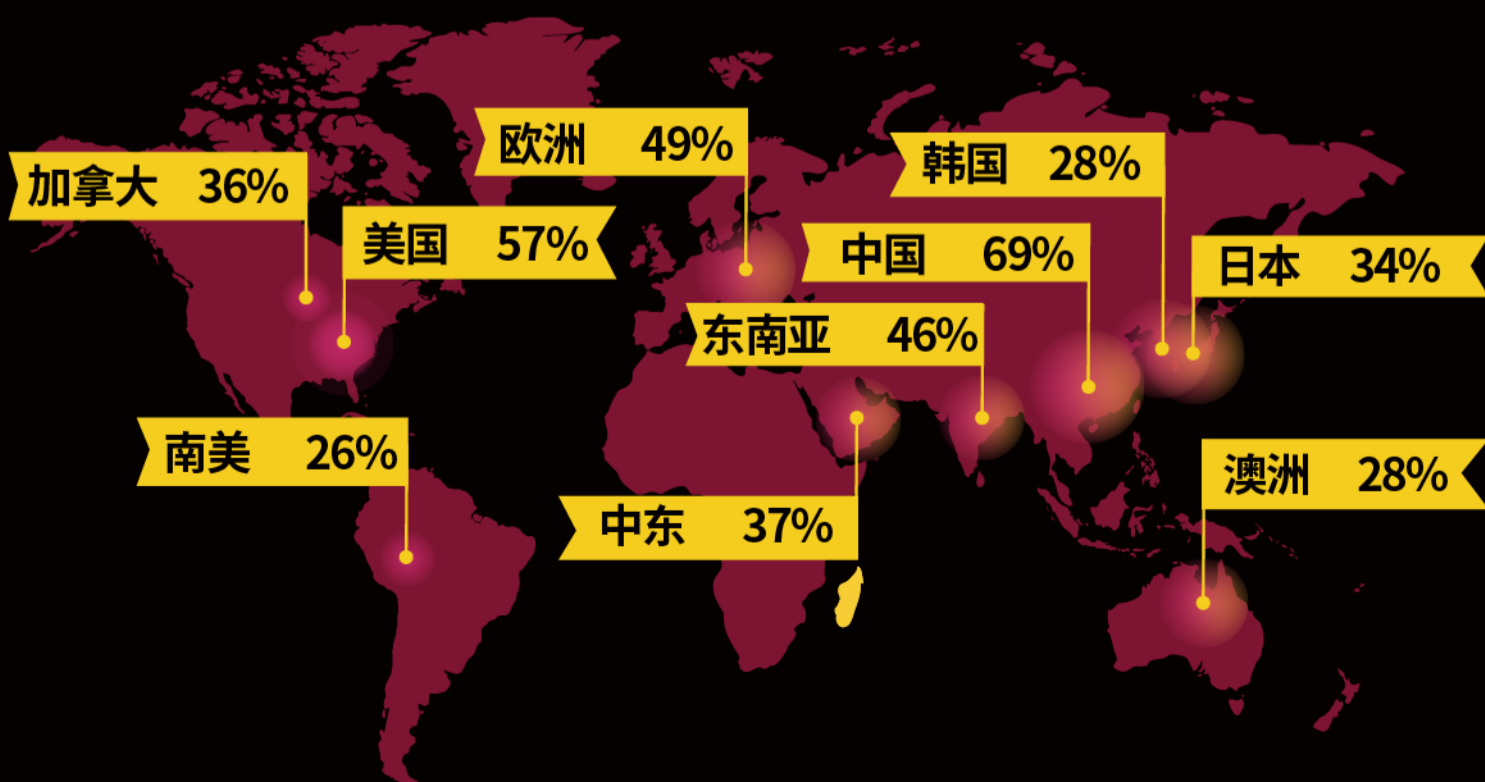 欧洲 49%
韩国 28%
加拿大 36%
美国 57%
中国 69%
日本 34%
东南亚 46%
南美 26%
澳洲 28%
中东 37%